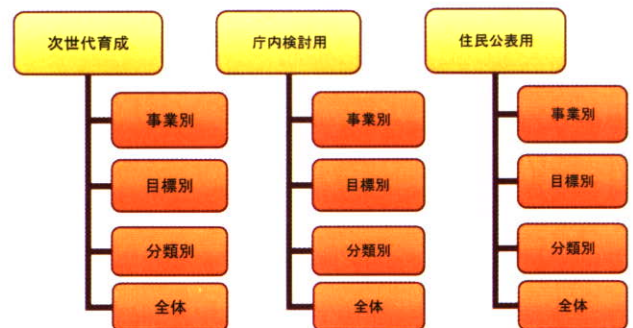 次世代育成
事業別
目標別
分類別
全体
庁内検討用
事業別
目標別
分類別
全体
住民公表用
事業別
目標別
分類別
全体